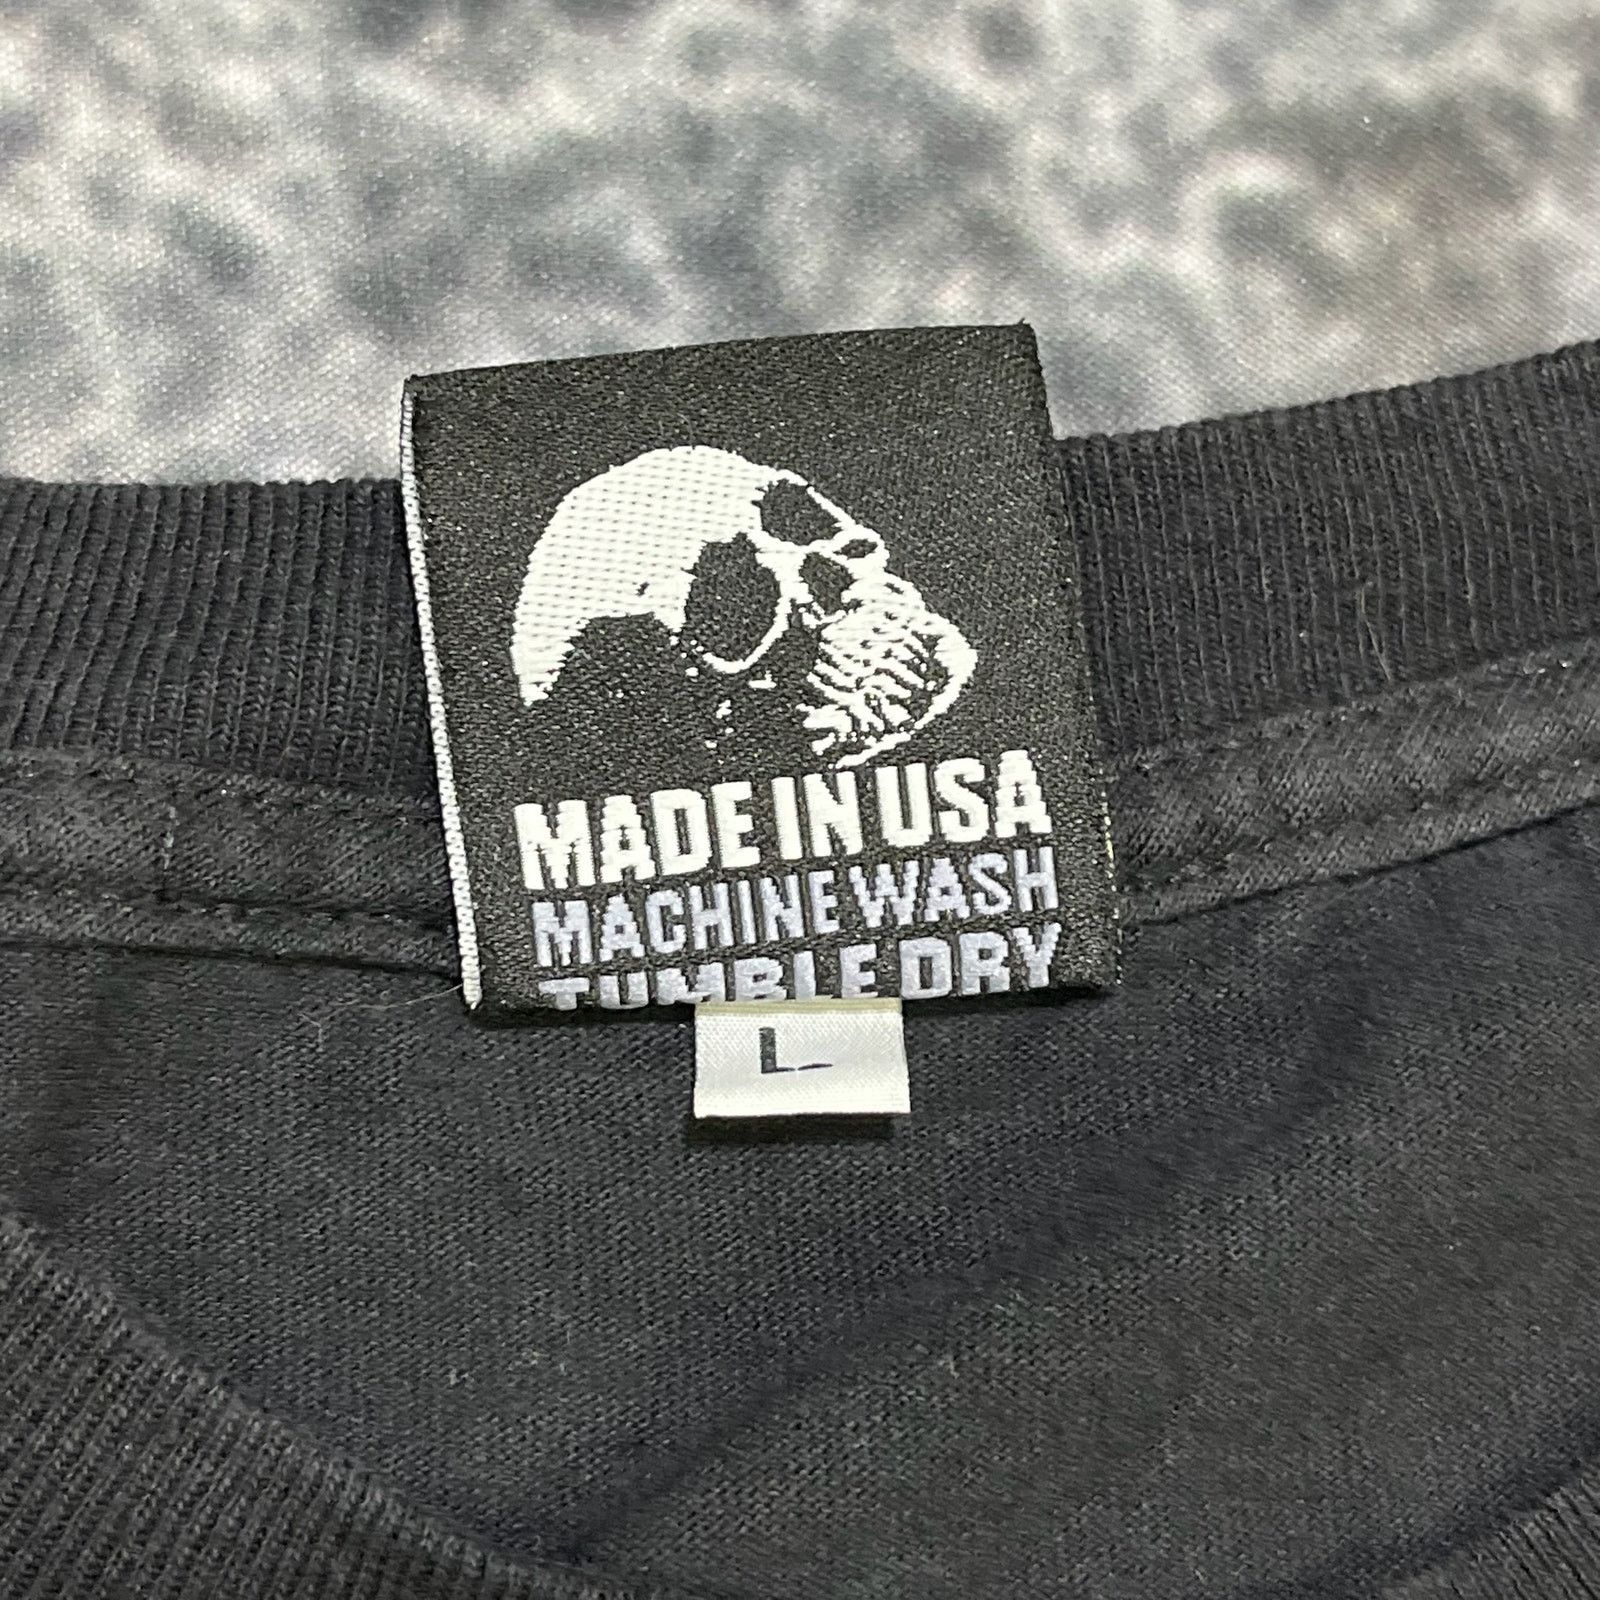 MADE IN USA
MACHINE WASH
TUMBLE DRY
L